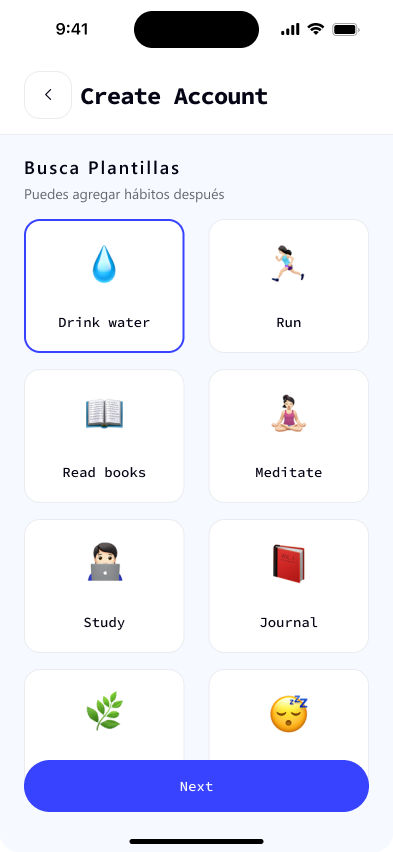 9:41
Create Account
Busca Plantillas
Puedes agregar hábitos después
Drink water
Run
Read books
Meditate
Study
Journal
Next